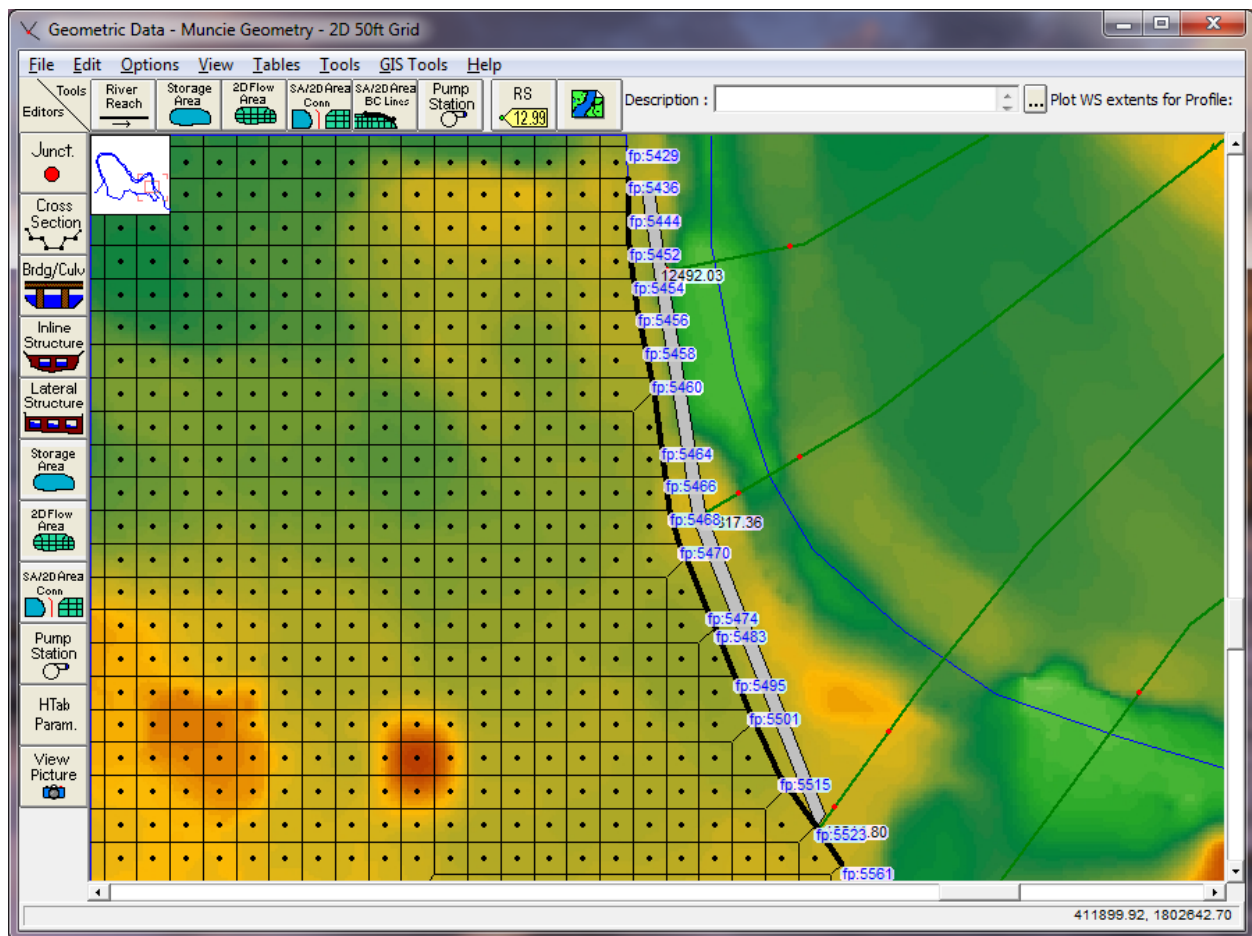 Geometric Data - Muncie Geometry - 2D 50ft Grid
File Edit Options View Tables Tools GIS Tools Help
Tools
Editors
River
Reach
Storage
Area
2D Flow
Area
SA/2D Area
Conn
SA/2D Area
BC Lines
Pump
Station
RS
12.99
Description :
...
Plot WS extents for Profile:
Junct.
Cross
Section
Brdg/Culv
Inline
Structure
Lateral
Structure
Storage
Area
2D Flow
Area
SA/2D Area
Conn
Pump
Station
HTab
Param.
View
Picture
fp:5429
fp:5436
fp:5444
fp:5452
12492.03
fp:5454
fp:5456
fp:5458
fp:5460
fp:5464
fp:5466
fp:5468
fp:5470
fp:5474
fp:5483
fp:5495
fp:5501
fp:5515
fp:5523
fp:5561
411899.92, 1802642.70